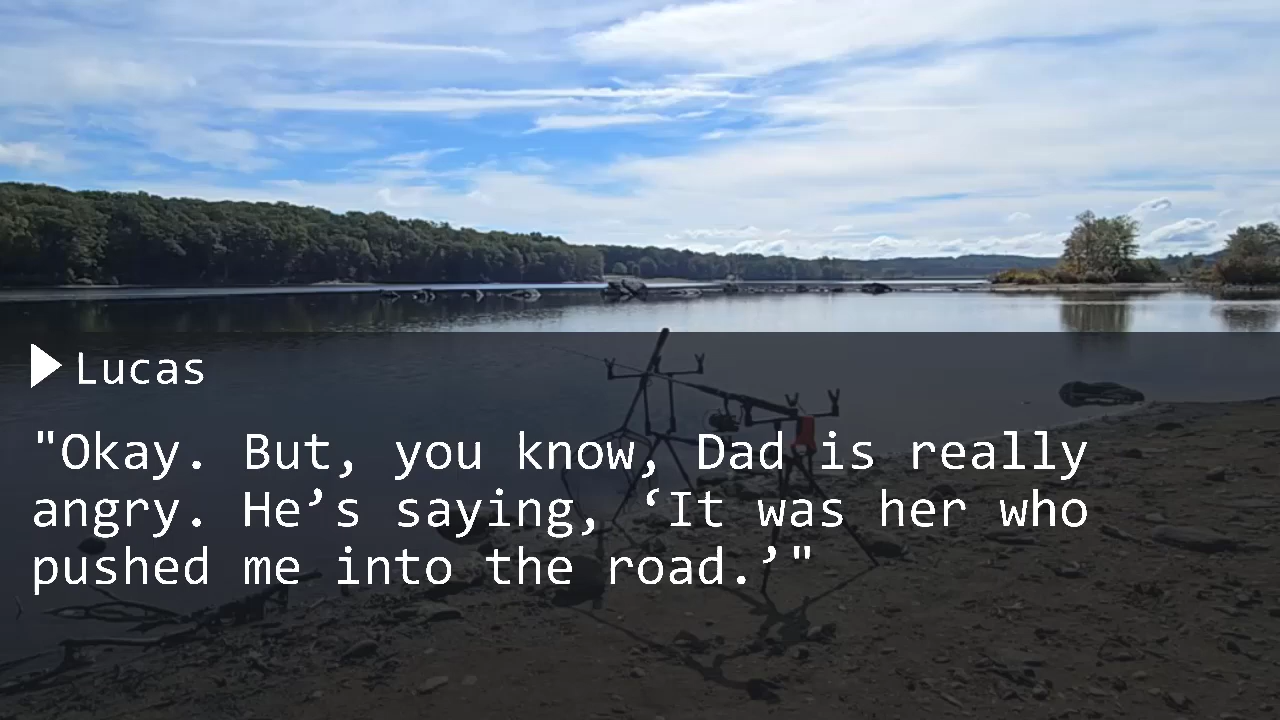 Lucas
"Okay. But, you know, Dad is really
angry. He’s saying, ‘It was her who
pushed me into the road.’"